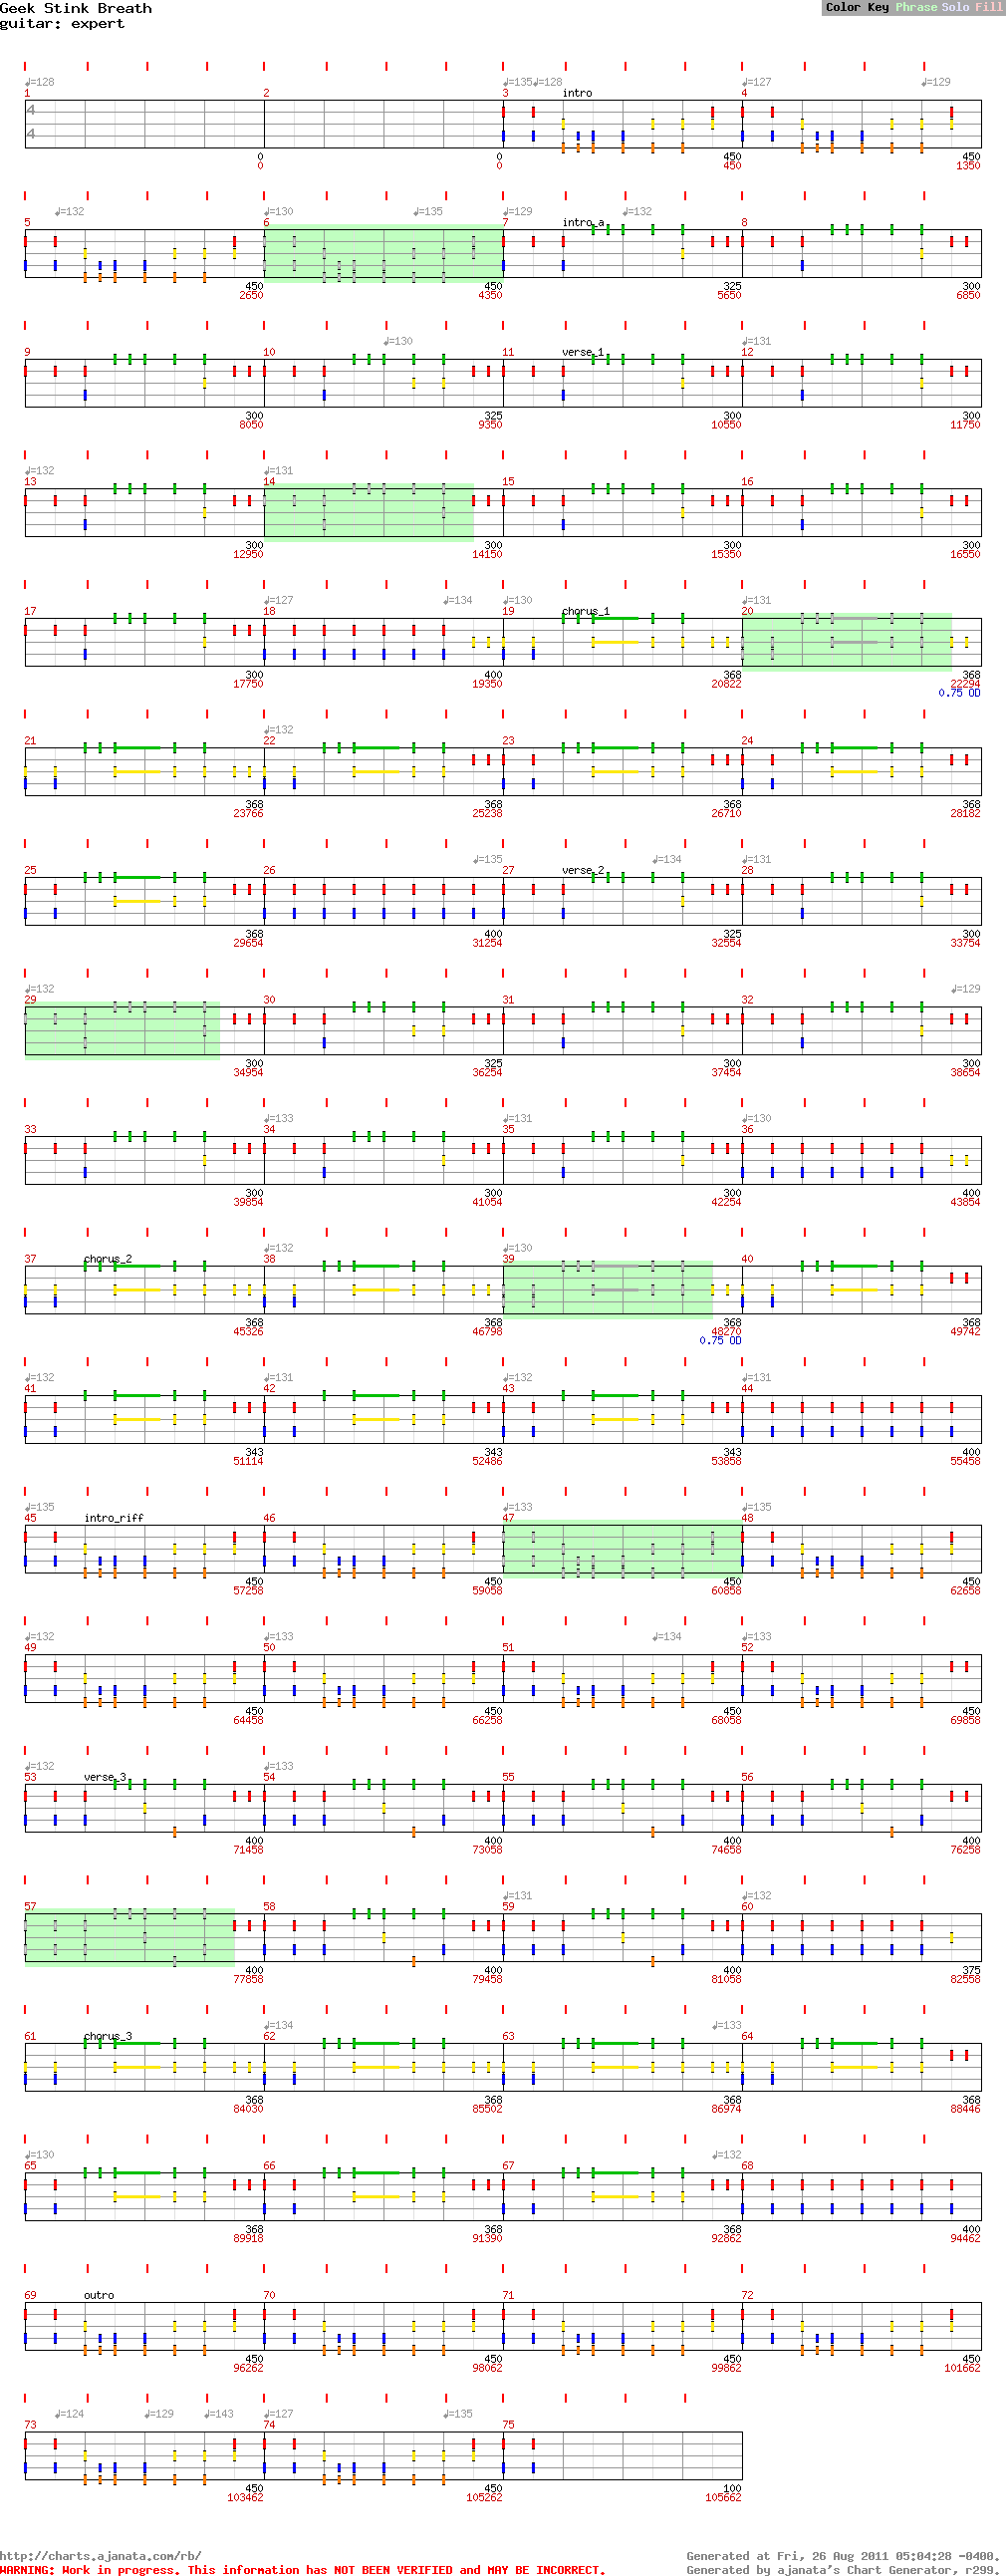 Geek Stink Breath
guitar: expert
Color Key Phrase Solo Fill
♩=128 ♩=135 ♩=128 ♩=127 ♩=129
1 2 3 intro 4
4
4
0 0 450 450
0 0 450 1350
♩=132 ♩=130 ♩=135 ♩=129 ♩=132
5 6 7 intro_a 8
450 450 325 300
2650 4350 5650 6850
♩=130 ♩=131
9 10 11 verse_1 12
300 325 300 300
8050 9350 10550 11750
♩=132 ♩=131
13 14 15 16
300 300 300 300
12950 14150 15350 16550
♩=127 ♩=134 ♩=130 ♩=131
17 18 19 chorus_1 20
300 400 368 368
17750 19350 20822 22294
0.75 OD
♩=132
21 22 23 24
368 368 368 368
23766 25238 26710 28182
♩=135 ♩=134 ♩=131
25 26 27 verse_2 28
368 400 325 300
29654 31254 32554 33754
♩=132 ♩=129
29 30 31 32
300 325 300 300
34954 36254 37454 38654
♩=133 ♩=131 ♩=130
33 34 35 36
300 300 300 400
39854 41054 42254 43854
♩=132 ♩=130
37 chorus_2 38 39 40
368 368 368 368
45326 46798 48270 49742
0.75 OD
♩=132 ♩=131 ♩=132 ♩=131
41 42 43 44
343 343 343 400
51114 52486 53858 55458
♩=135 ♩=133 ♩=135
45 intro_riff 46 47 48
450 450 450 450
57258 59058 60858 62658
♩=132 ♩=133 ♩=134 ♩=133
49 50 51 52
450 450 450 450
64458 66258 68058 69858
♩=132 ♩=133
53 verse_3 54 55 56
400 400 400 400
71458 73058 74658 76258
♩=131 ♩=132
57 58 59 60
400 400 400 375
77858 79458 81058 82558
♩=134 ♩=133
61 chorus_3 62 63 64
368 368 368 368
84030 85502 86974 88446
♩=130 ♩=132
65 66 67 68
368 368 368 400
89918 91390 92862 94462
69 outro 70 71 72
450 450 450 450
96262 98062 99862 101662
♩=124 ♩=129 ♩=143 ♩=127 ♩=135
73 74 75
450 450 100
103462 105262 105662
http://charts.ajanata.com/rb/ Generated at Fri, 26 Aug 2011 05:04:28 -0400.
WARNING: Work in progress. This information has NOT BEEN VERIFIED and MAY BE INCORRECT. Generated by ajanata's Chart Generator, r299.